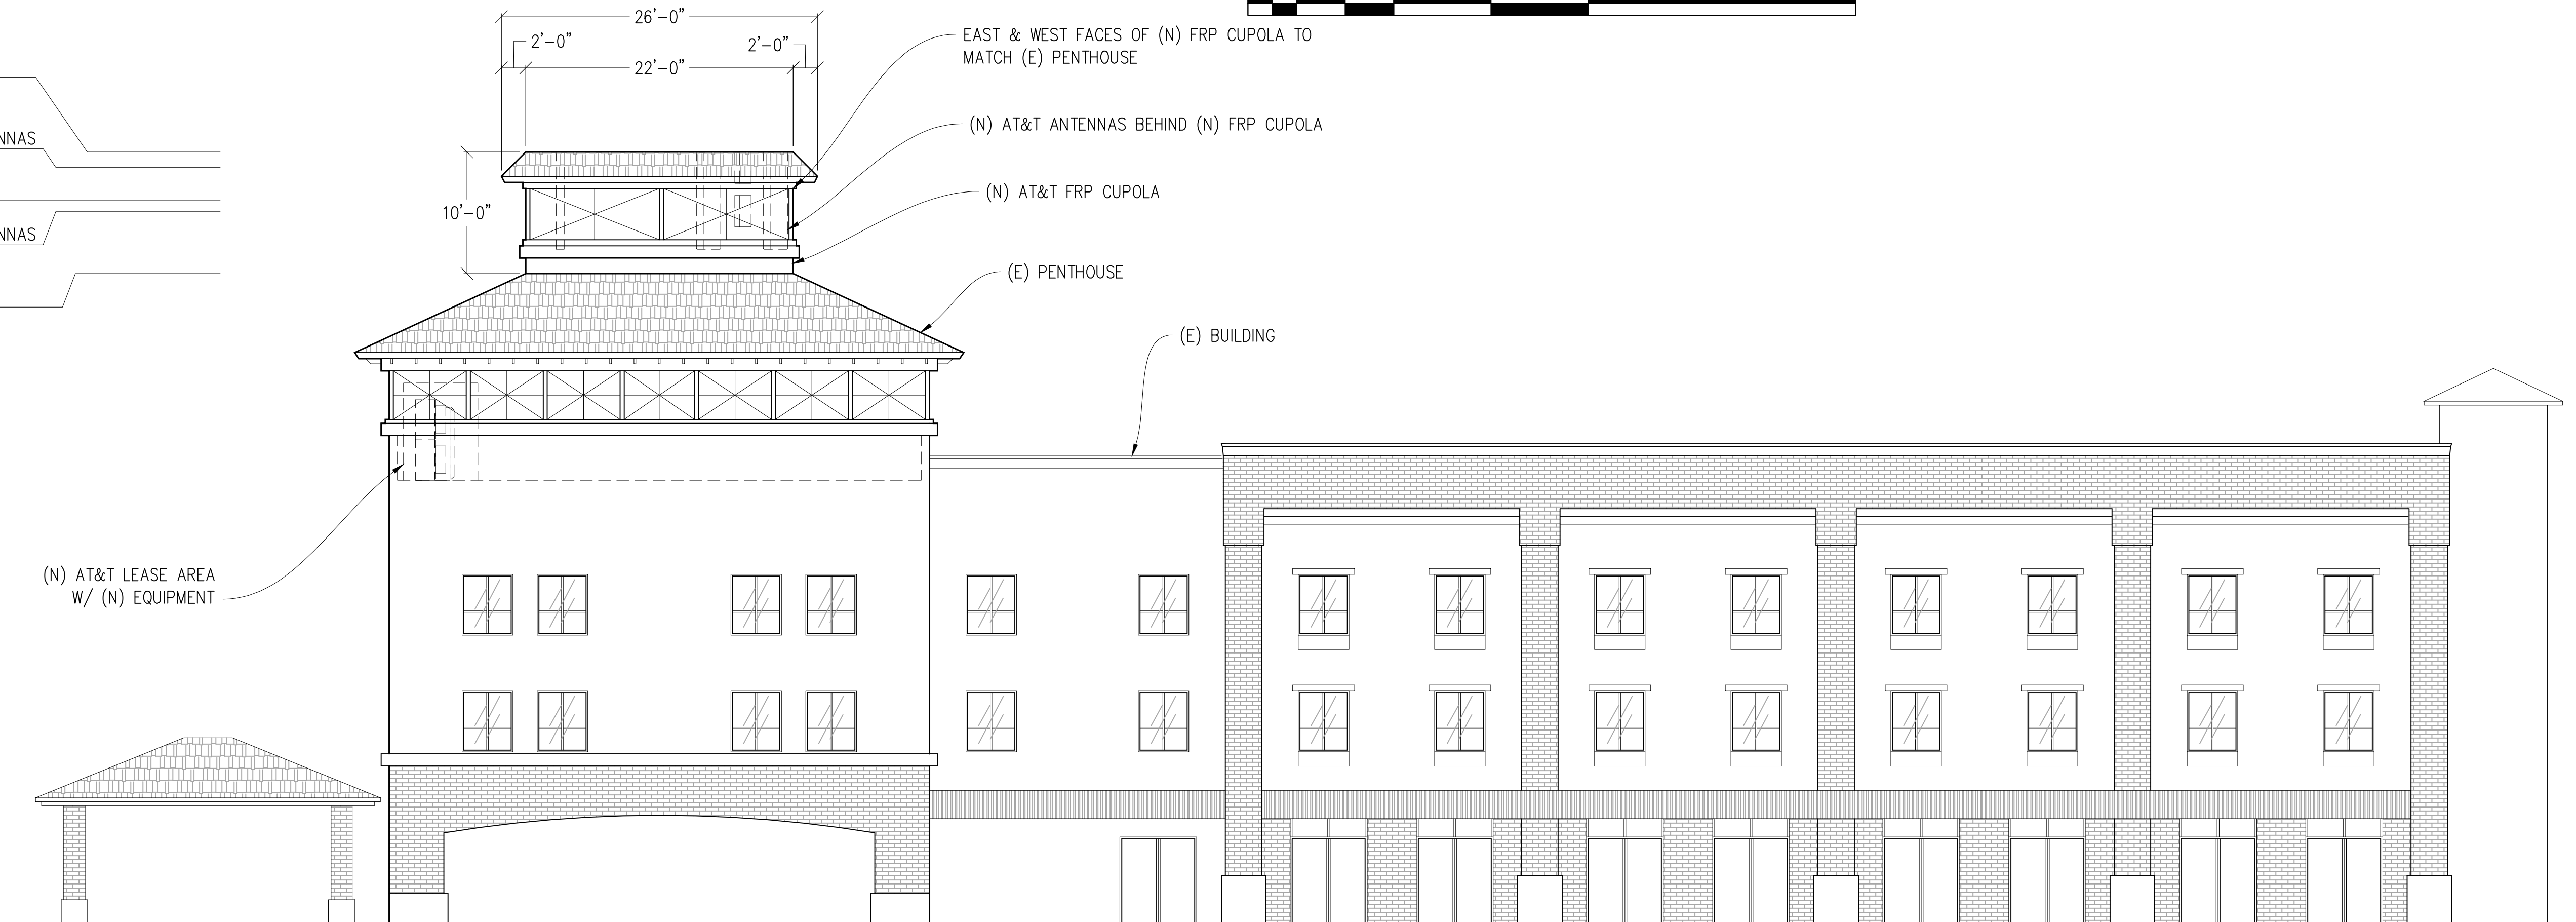 26'-0"
2'-0"
2'-0"
22'-0"
EAST & WEST FACES OF (N) FRP CUPOLA TO
MATCH (E) PENTHOUSE
(N) AT&T ANTENNAS BEHIND (N) FRP CUPOLA
NNAS
(N) AT&T FRP CUPOLA
10'-0"
NNAS
(E) PENTHOUSE
(E) BUILDING
(N) AT&T LEASE AREA
W/ (N) EQUIPMENT